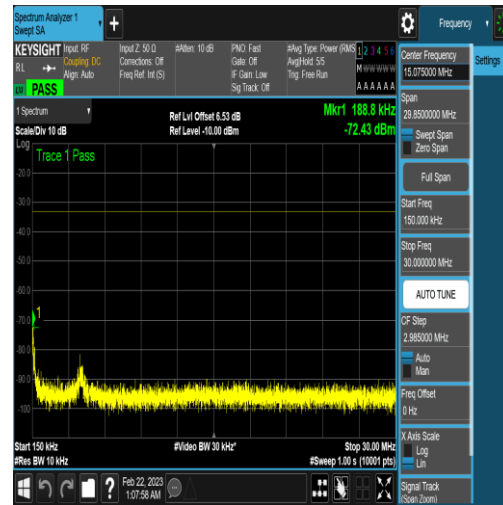 Spectrum Analyzer 1
Swept SA
Frequency
KEYSIGHT
Input: RF
Coupling: DC
Align: Auto
RL
PASS
Input Z: 50 Ω
Corrections: Off
Freq Ref: Int (S)
#Atten: 10 dB
PNO: Fast
Gate: Off
IF Gain: Low
Sig Track: Off
#Avg Type: Power (RMS
Avg|Hold: 5/5
Trig: Free Run
1 2 3 4 5 6
M W W W W W
A A A A A A
Center Frequency
15.075000 MHz
Settings
1 Spectrum
Scale/Div 10 dB
Ref Lvl Offset 6.53 dB
Ref Level -10.00 dBm
Mkr1 188.8 kHz
-72.43 dBm
Log
Trace 1 Pass
-20.0
-30.0
-40.0
-50.0
-60.0
-70.0
-80.0
-90.0
-100
1
Span
29.8500000 MHz
Swept Span
Zero Span
Full Span
Start Freq
150.000 kHz
Stop Freq
30.000000 MHz
AUTO TUNE
CF Step
2.985000 MHz
Auto
Man
Freq Offset
0 Hz
X Axis Scale
Log
Lin
Signal Track
(Span Zoom)
Start 150 kHz
#Res BW 10 kHz
#Video BW 30 kHz*
Stop 30.00 MHz
#Sweep 1.00 s (10001 pts)
?
Feb 22, 2023
1:07:58 AM